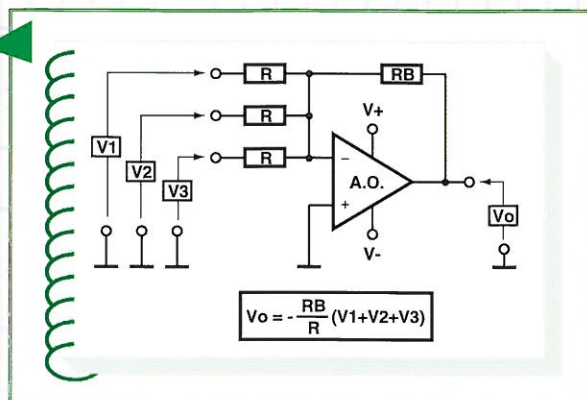 R
RB
V+
R
V1
V2
R
V3
−
A.O.
+
Vo
V-
Vo = - RB/R (V1+V2+V3)